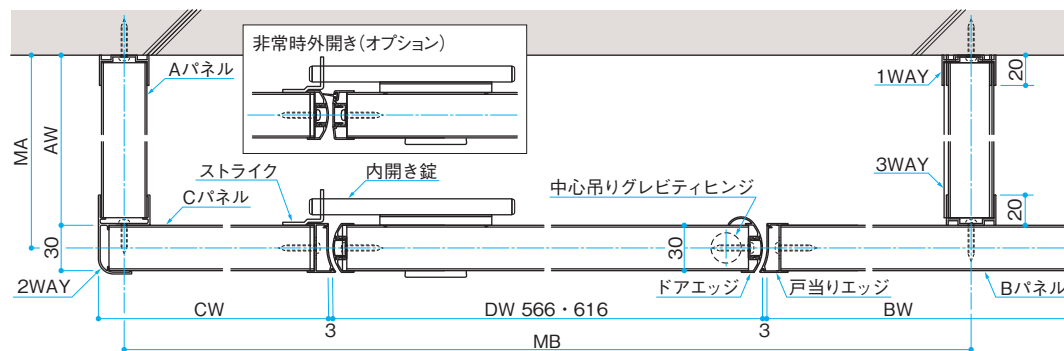 非常時外開き(オプション)
Aパネル
1WAY
20
MA
AW
ストライク
内開き錠
中心吊りグレビティヒンジ
3WAY
Cパネル
20
30
30
2WAY
ドアエッジ
戸当りエッジ
Bパネル
CW
DW 566・616
BW
3
3
MB